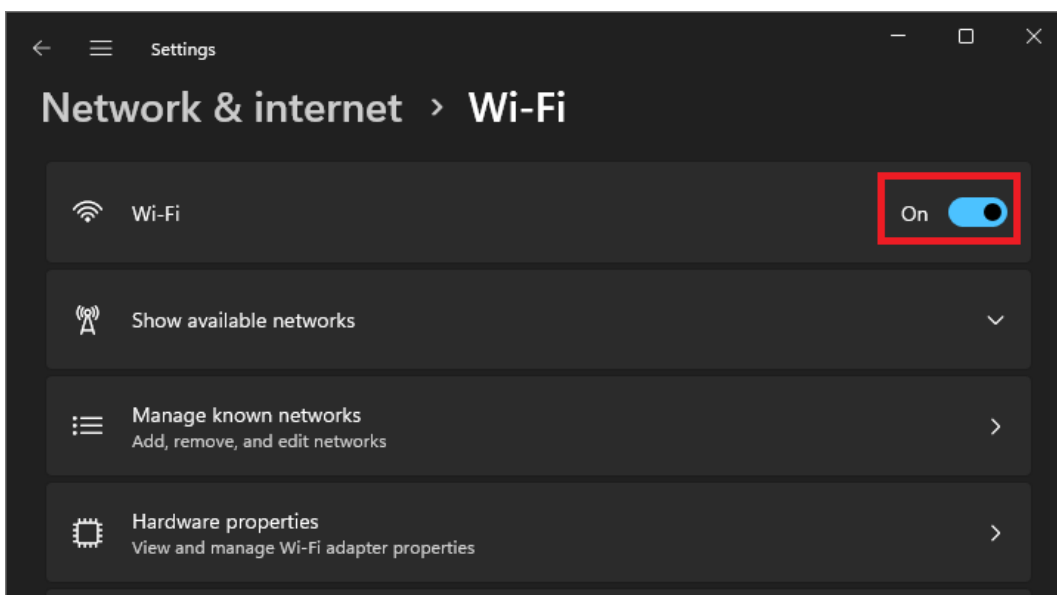 Settings
Network & internet > Wi-Fi
Wi-Fi
On
Show available networks
Manage known networks
Add, remove, and edit networks
Hardware properties
View and manage Wi-Fi adapter properties